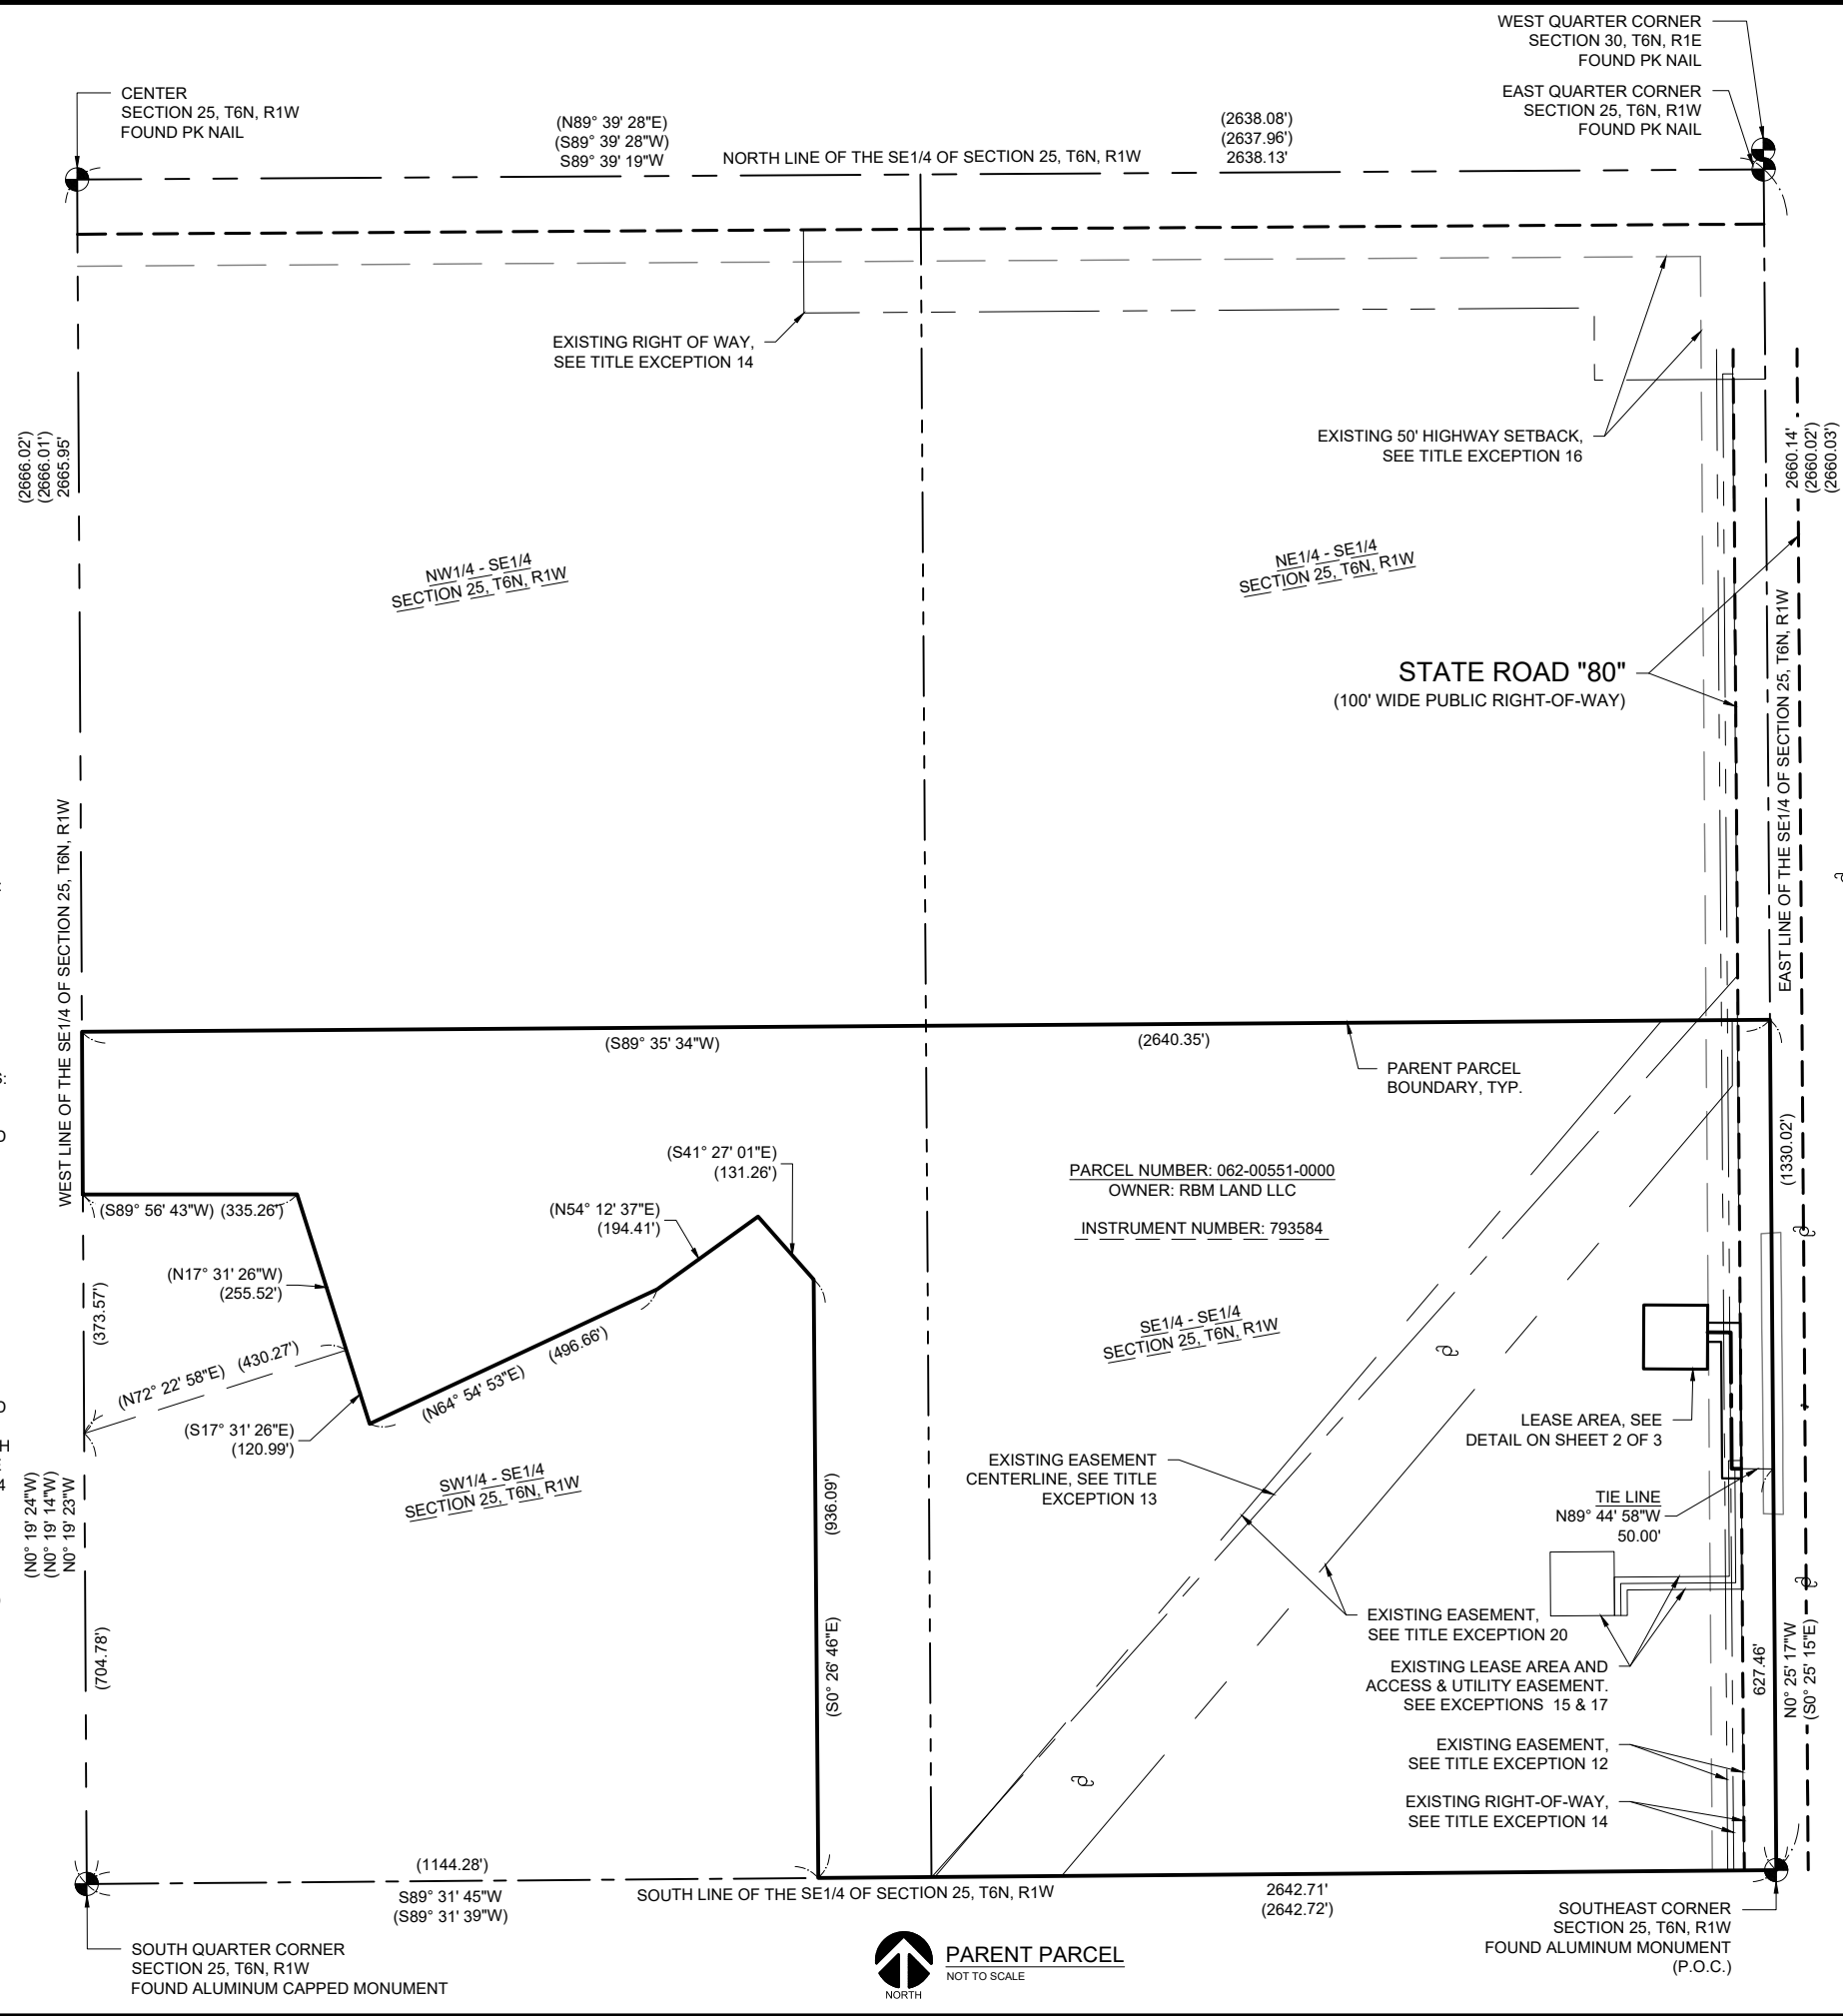 WEST QUARTER CORNER
SECTION 30, T6N, R1E
FOUND PK NAIL
EAST QUARTER CORNER
SECTION 25, T6N, R1W
FOUND PK NAIL
CENTER
SECTION 25, T6N, R1W
FOUND PK NAIL
(N89° 39' 28"E)
(S89° 39' 28"W)
S89° 39' 19"W
NORTH LINE OF THE SE1/4 OF SECTION 25, T6N, R1W
(2638.08')
(2637.96')
2638.13'
EXISTING RIGHT OF WAY,
SEE TITLE EXCEPTION 14
EXISTING 50' HIGHWAY SETBACK,
SEE TITLE EXCEPTION 16
(2666.02')
(2666.01')
2665.95'
2660.14'
(2660.02')
(2660.03')
NW1/4 - SE1/4
SECTION 25, T6N, R1W
NE1/4 - SE1/4
SECTION 25, T6N, R1W
STATE ROAD "80"
(100' WIDE PUBLIC RIGHT-OF-WAY)
EAST LINE OF THE SE1/4 OF SECTION 25, T6N, R1W
WEST LINE OF THE SE1/4 OF SECTION 25, T6N, R1W
(S89° 35' 34"W)
(2640.35')
PARENT PARCEL
BOUNDARY, TYP.
(1330.02')
S:
D
(S41° 27' 01"E)
(131.26')
PARCEL NUMBER: 062-00551-0000
OWNER: RBM LAND LLC
INSTRUMENT NUMBER: 793584
(S89° 56' 43"W) (335.26')
(N54° 12' 37"E)
(194.41')
(N17° 31' 26"W)
(255.52')
(373.57')
(N72° 22' 58"E) (430.27')
(S17° 31' 26"E)
(120.99')
(N64° 54' 53"E) (496.66')
SE1/4 - SE1/4
SECTION 25, T6N, R1W
LEASE AREA, SEE
DETAIL ON SHEET 2 OF 3
D
H
4
SW1/4 - SE1/4
SECTION 25, T6N, R1W
EXISTING EASEMENT
CENTERLINE, SEE TITLE
EXCEPTION 13
TIE LINE
N89° 44' 58"W
50.00'
(N0° 19' 24"W)
(N0° 19' 14"W)
N0° 19' 23"W
(936.09')
(S0° 26' 46"E)
(704.78')
EXISTING EASEMENT,
SEE TITLE EXCEPTION 20
EXISTING LEASE AREA AND
ACCESS & UTILITY EASEMENT.
SEE EXCEPTIONS 15 & 17
627.46'
N0° 25' 17"W
(S0° 25' 15"E)
EXISTING EASEMENT,
SEE TITLE EXCEPTION 12
EXISTING RIGHT-OF-WAY,
SEE TITLE EXCEPTION 14
(1144.28')
S89° 31' 45"W
(S89° 31' 39"W)
SOUTH LINE OF THE SE1/4 OF SECTION 25, T6N, R1W
2642.71'
(2642.72')
SOUTH QUARTER CORNER
SECTION 25, T6N, R1W
FOUND ALUMINUM CAPPED MONUMENT
NORTH
PARENT PARCEL
NOT TO SCALE
SOUTHEAST CORNER
SECTION 25, T6N, R1W
FOUND ALUMINUM MONUMENT
(P.O.C.)